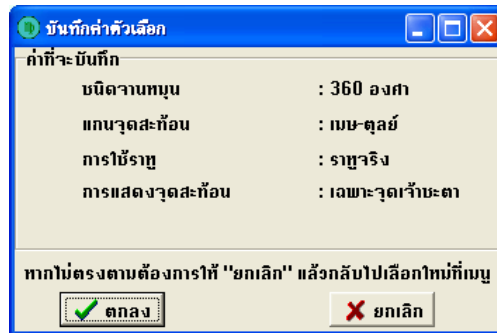 บันทึกค่าตัวเลือก
ค่าที่จะบันทึก
ชนิดจานหมุน : 360 องศา
แกนจุดสะท้อน : เมษ-ตุลย์
การใช้ราหู : ราหูจริง
การแสดงจุดสะท้อน : เฉพาะจุดเจ้าชะตา
หากไม่ตรงตามต้องการให้ "ยกเลิก" แล้วกลับไปเลือกใหม่ที่เมนู
ตกลง ยกเลิก